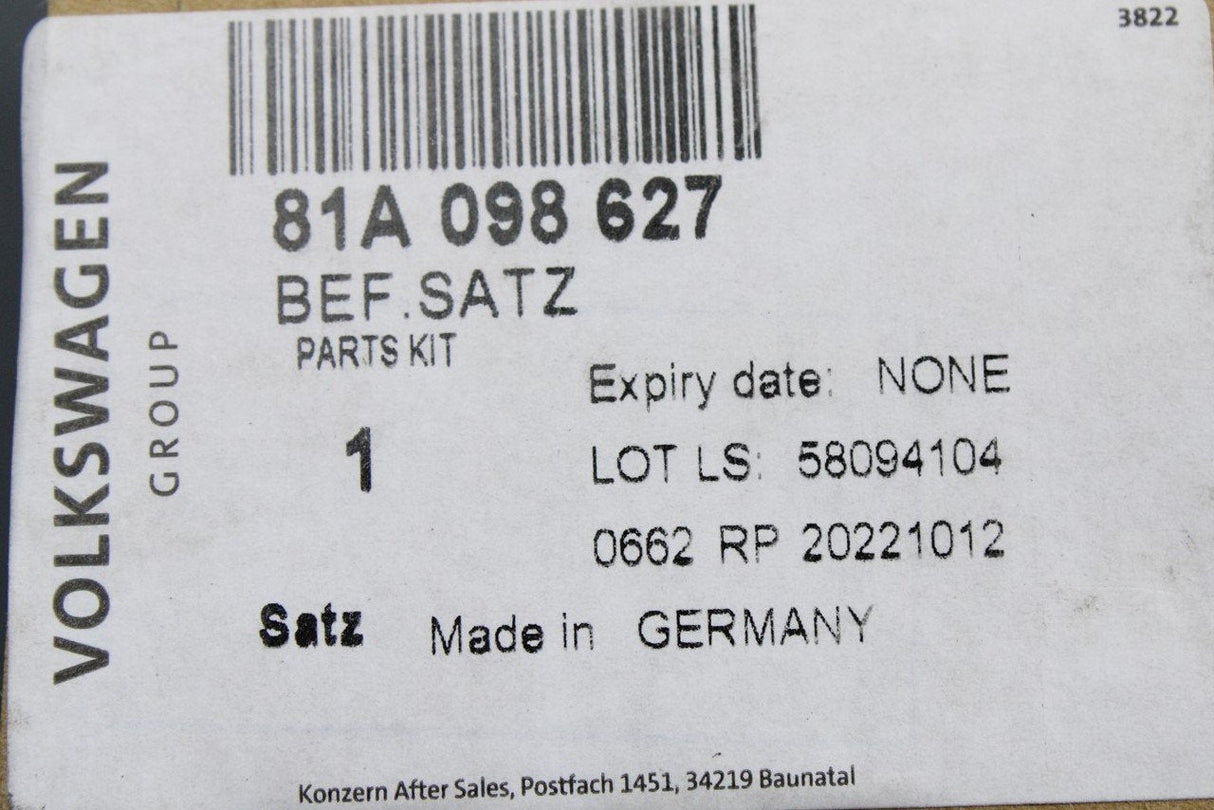 3822
VOLKSWAGEN
GROUP
81A 098 627
BEF.SATZ
PARTS KIT
Expiry date: NONE
1
LOT LS: 58094104
0662 RP 20221012
Satz Made in GERMANY
Konzern After Sales, Postfach 1451, 34219 Baunatal